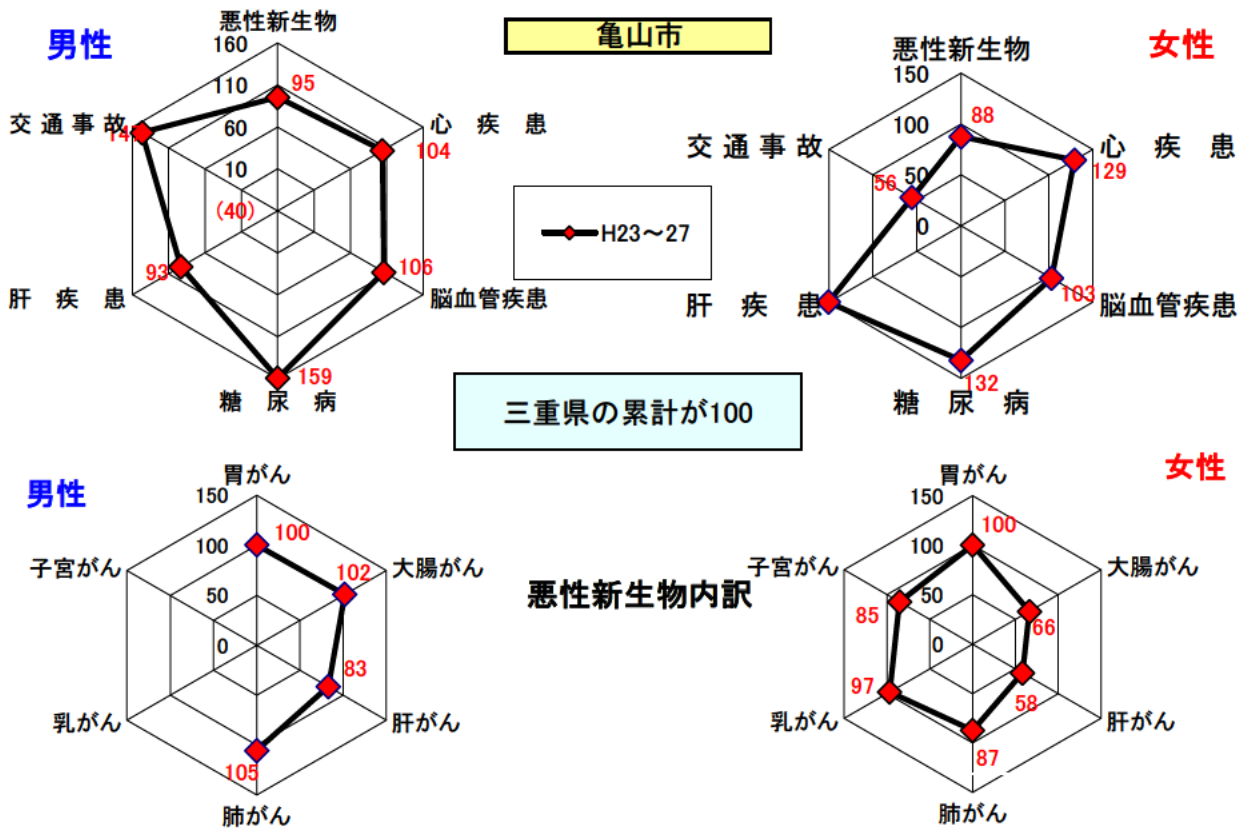 亀山市
男性
悪性新生物
160
110
60
10
(40)
95
心疾患
104
脳血管疾患
106
糖尿病
159
肝疾患
93
交通事故
H23～27
女性
悪性新生物
150
100
50
0
88
心疾患
129
脳血管疾患
103
糖尿病
132
肝疾患
交通事故
56
三重県の累計が100
悪性新生物内訳
男性
胃がん
150
100
50
0
100
大腸がん
102
肝がん
83
肺がん
105
乳がん
子宮がん
女性
胃がん
150
100
50
0
100
大腸がん
66
肝がん
58
肺がん
87
乳がん
97
子宮がん
85